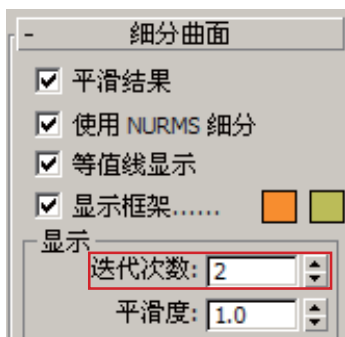 - 细分曲面
平滑结果
使用 NURMS 细分
等值线显示
显示框架......
显示
迭代次数: 2
平滑度: 1.0